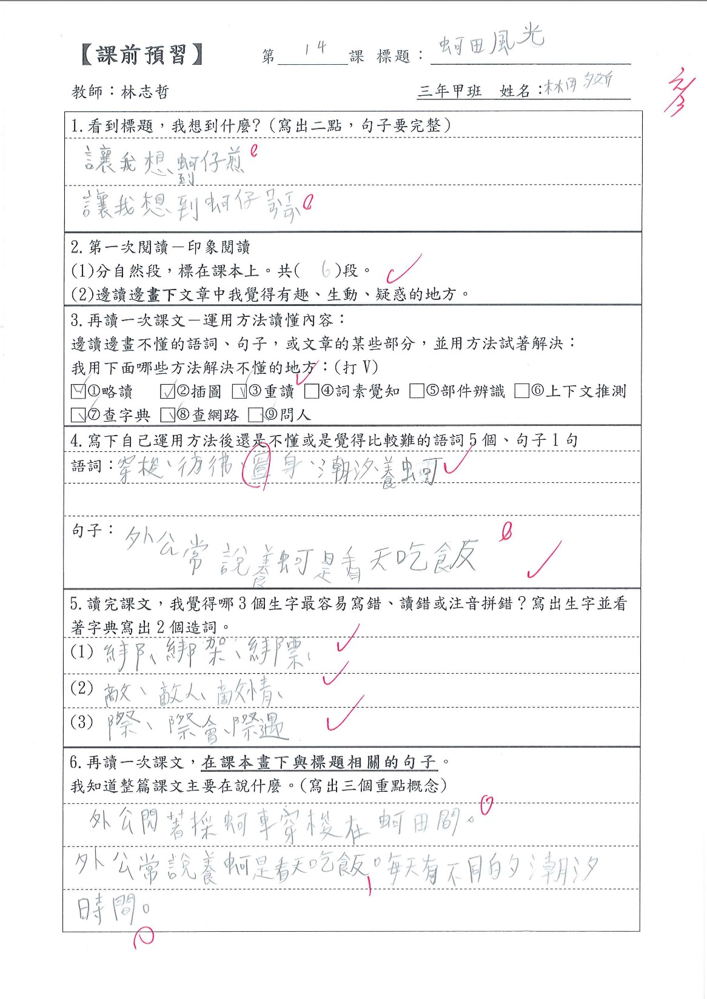 【課前預習】 第 14 課 標題：蚵田風光
教師：林志哲 三年甲班 姓名：林
1.看到標題，我想到什麼?（寫出二點，句子要完整）
讓我想到蚵仔煎
讓我想到蚵仔
2.第一次閱讀－印象閱讀
(1)分自然段，標在課本上。共( 6 )段。
(2)邊讀邊畫下文章中我覺得有趣、生動、疑惑的地方。
3.再讀一次課文－運用方法讀懂內容：
邊讀邊畫不懂的語詞、句子，或文章的某些部分，並用方法試著解決：
我用下面哪些方法解決不懂的地方：(打 V)
☑①略讀 ☑②插圖 ☑③重讀 □④詞素覺知 □⑤部件辨識 □⑥上下文推測
☑⑦查字典 ☑⑧查網路 ☑⑨問人
4.寫下自己運用方法後還是不懂或是覺得比較難的語詞 5 個、句子 1 句
語詞：穿梭、彷彿、置身、潮汐、養蚵
句子：外公常說養蚵是看天吃飯
5.讀完課文，我覺得哪 3 個生字最容易寫錯、讀錯或注音拼錯？寫出生字並看
著字典寫出 2 個造詞。
(1) 綁、綁架、綁票、
(2) 敵、敵人、敵情、
(3) 際、際會、際遇
6.再讀一次課文，在課本畫下與標題相關的句子。
我知道整篇課文主要在說什麼。(寫出三個重點概念)
外公開著採蚵車穿梭在蚵田間。
外公常說養蚵是看天吃飯。每天有不同的潮汐
時間。